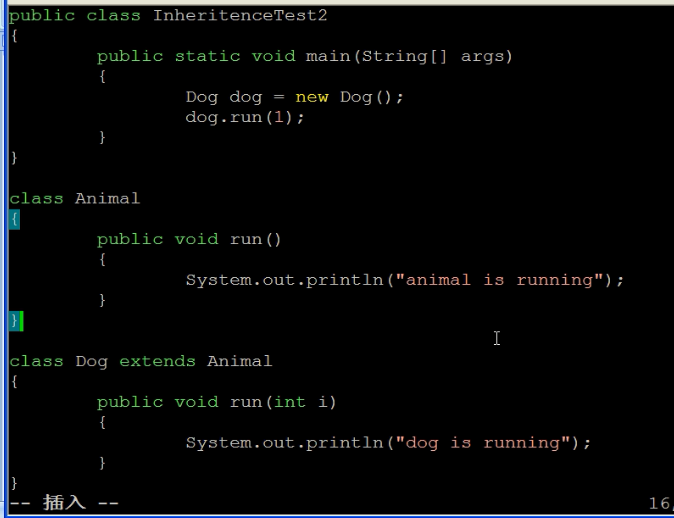 public class InheritenceTest2
{
public static void main(String[] args)
{
Dog dog = new Dog();
dog.run(1);
}
}
class Animal
{
public void run()
{
System.out.println("animal is running");
}
}
class Dog extends Animal
{
public void run(int i)
{
System.out.println("dog is running");
}
}
-- 插入 --
16,